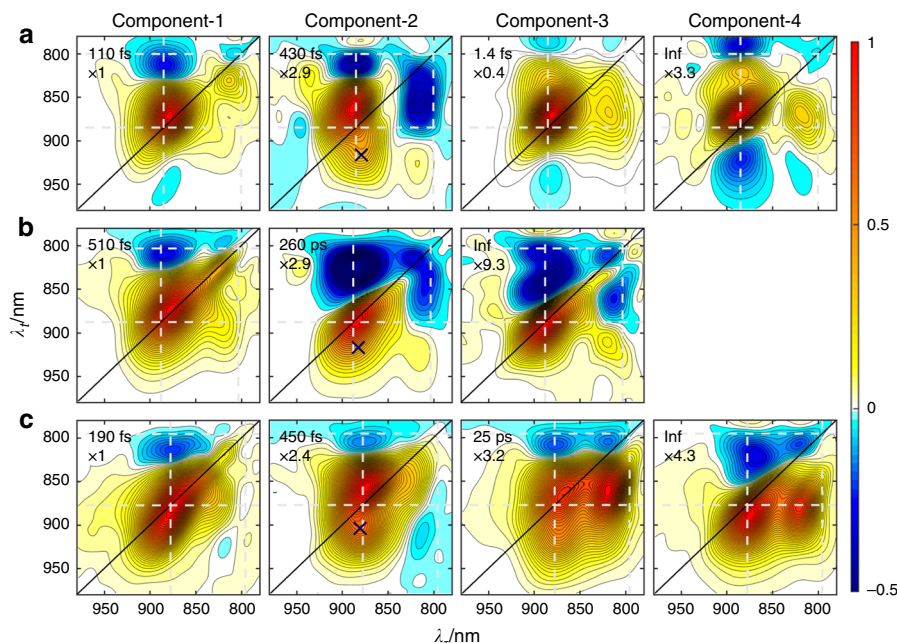 Component-1 Component-2 Component-3 Component-4
a
110 fs
×1
430 fs
×2.9
1.4 fs
×0.4
Inf
×3.3
800
850
900
950
b
510 fs
×1
260 ps
×2.9
Inf
×9.3
800
850
900
950
λt/nm
c
190 fs
×1
450 fs
×2.4
25 ps
×3.2
Inf
×4.3
800
850
900
950
950 900 850 800 950 900 850 800 950 900 850 800 950 900 850 800
1
0.5
0
−0.5